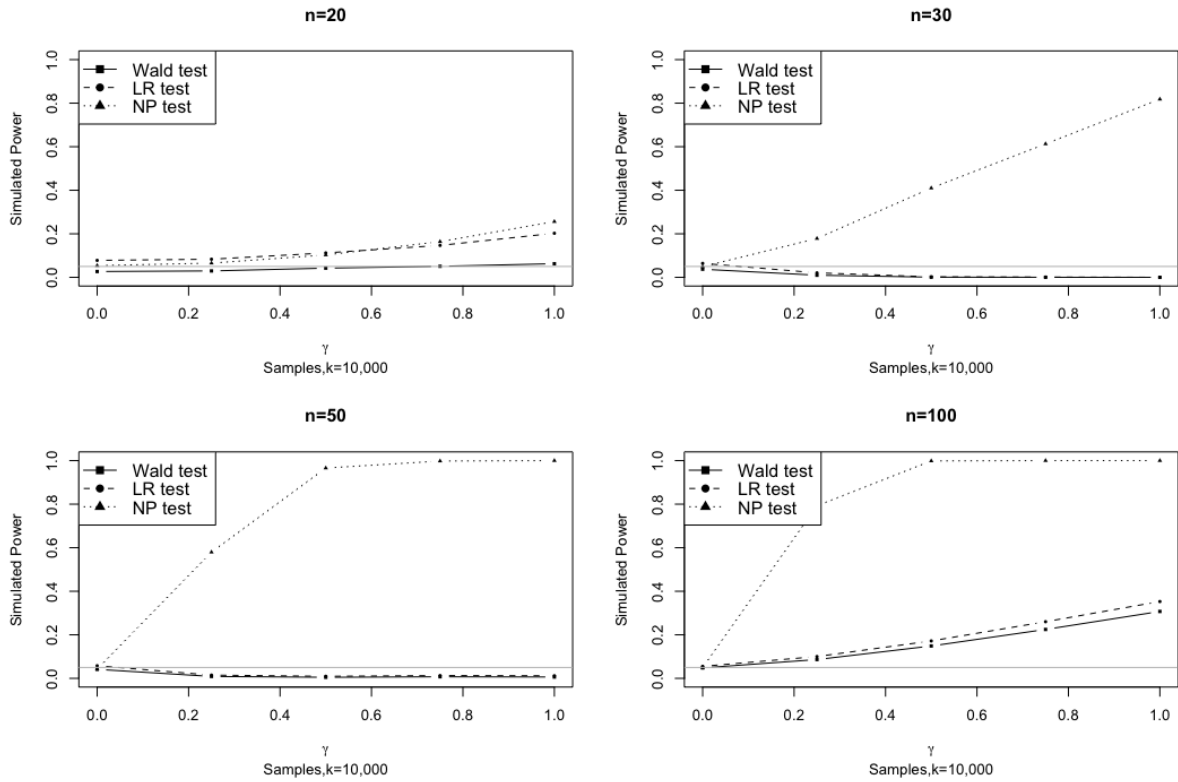 n=20
Simulated Power
0.0 0.2 0.4 0.6 0.8 1.0
Wald test
LR test
NP test
0.0 0.2 0.4 0.6 0.8 1.0
γ
Samples,k=10,000
n=30
Simulated Power
0.0 0.2 0.4 0.6 0.8 1.0
Wald test
LR test
NP test
0.0 0.2 0.4 0.6 0.8 1.0
γ
Samples,k=10,000
n=50
Simulated Power
0.0 0.2 0.4 0.6 0.8 1.0
Wald test
LR test
NP test
0.0 0.2 0.4 0.6 0.8 1.0
γ
Samples,k=10,000
n=100
Simulated Power
0.0 0.2 0.4 0.6 0.8 1.0
Wald test
LR test
NP test
0.0 0.2 0.4 0.6 0.8 1.0
γ
Samples,k=10,000